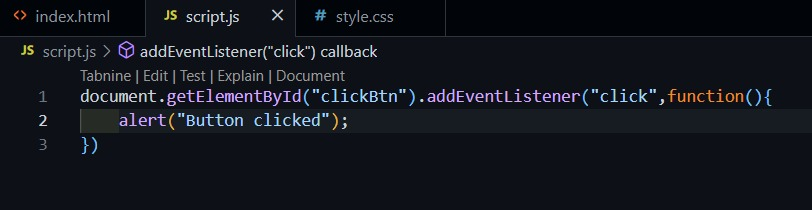 <> index.html JS script.js × # style.css
JS script.js > addEventListener("click") callback
Tabnine | Edit | Test | Explain | Document
1 document.getElementById("clickBtn").addEventListener("click",function(){
2 alert("Button clicked");
3 })